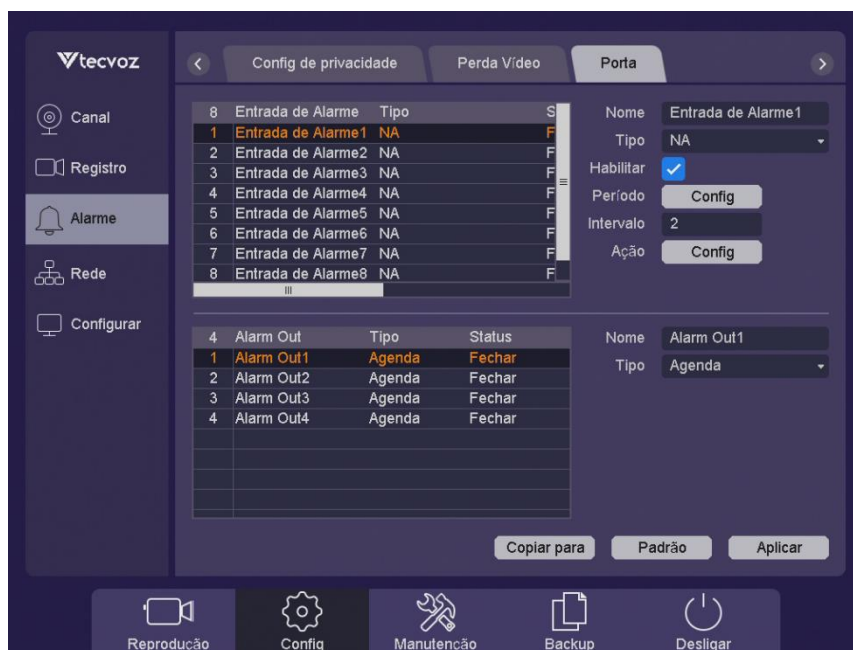 tecvoz
Config de privacidade Perda Vídeo Porta
Canal
Registro
Alarme
Rede
Configurar
8 Entrada de Alarme Tipo S
1 Entrada de Alarme1 NA F
2 Entrada de Alarme2 NA F
3 Entrada de Alarme3 NA F
4 Entrada de Alarme4 NA F
5 Entrada de Alarme5 NA F
6 Entrada de Alarme6 NA F
7 Entrada de Alarme7 NA F
8 Entrada de Alarme8 NA F
Nome Entrada de Alarme1
Tipo NA
Habilitar
Período Config
Intervalo 2
Ação Config
4 Alarm Out Tipo Status
1 Alarm Out1 Agenda Fechar
2 Alarm Out2 Agenda Fechar
3 Alarm Out3 Agenda Fechar
4 Alarm Out4 Agenda Fechar
Nome Alarm Out1
Tipo Agenda
Copiar para Padrão Aplicar
Reprodução Config Manutenção Backup Desligar